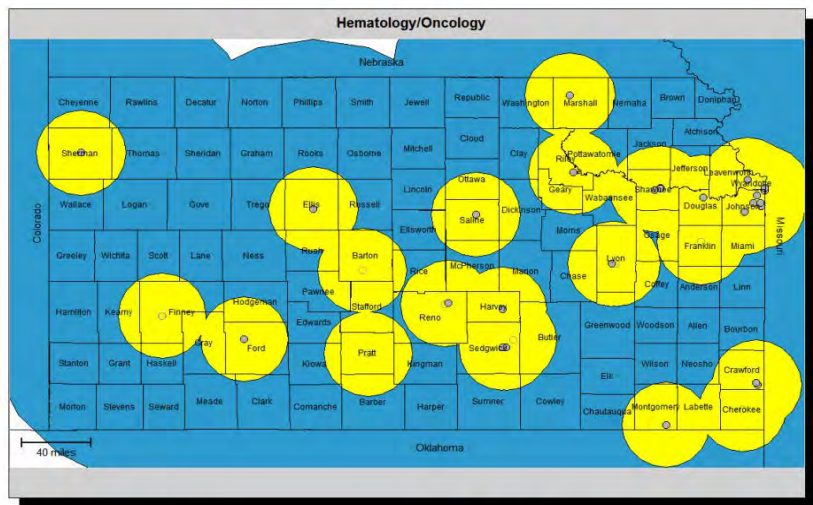 Hematology/Oncology
Nebraska
Cheyenne Rawlins Decatur Norton Phillips Smith Jewell Republic Washington Marshall Nemaha Brown Doniphan
Cloud Atchison
Sherman Thomas Sheridan Graham Rooks Osborne Mitchell Clay Riley Pottawatomie Jackson
Jefferson Leavenworth
Ottawa Wyandotte
Lincoln Geary Shawnee
Wallace Logan Gove Trego Ellis Russell Saline Dickinson Wabaunsee Douglas Johnson
Colorado
Missouri
Ellsworth Morris Osage
Greeley Wichita Scott Lane Ness Rush Barton Rice McPherson Marion Chase Lyon Franklin Miami
Coffey Anderson Linn
Pawnee
Hamilton Kearny Finney Hodgeman Stafford Reno Harvey
Edwards Butler Greenwood Woodson Allen Bourbon
Gray Ford
Stanton Grant Haskell Kiowa Pratt Kingman Sedgwick Wilson Neosho Crawford
Elk
Morton Stevens Seward Meade Clark Comanche Barber Harper Sumner Cowley Chautauqua Montgomery Labette Cherokee
40 miles
Oklahoma